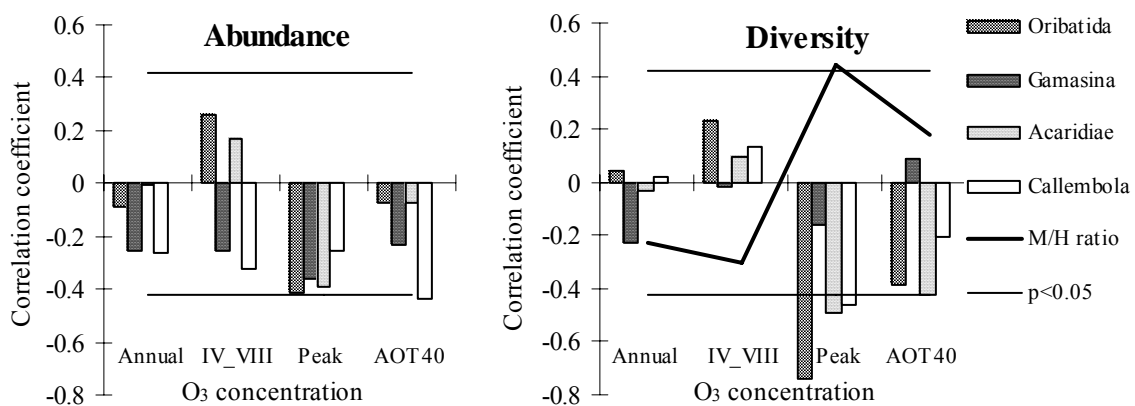 Abundance
Correlation coefficient
0.6
0.4
0.2
0
-0.2
-0.4
-0.6
-0.8
Annual IV_VIII Peak AOT40
O3 concentration
Diversity
Correlation coefficient
0.6
0.4
0.2
0
-0.2
-0.4
-0.6
-0.8
Annual IV_VIII Peak AOT40
O3 concentration
Oribatida
Gamasina
Acaridiae
Callembola
M/H ratio
p<0.05